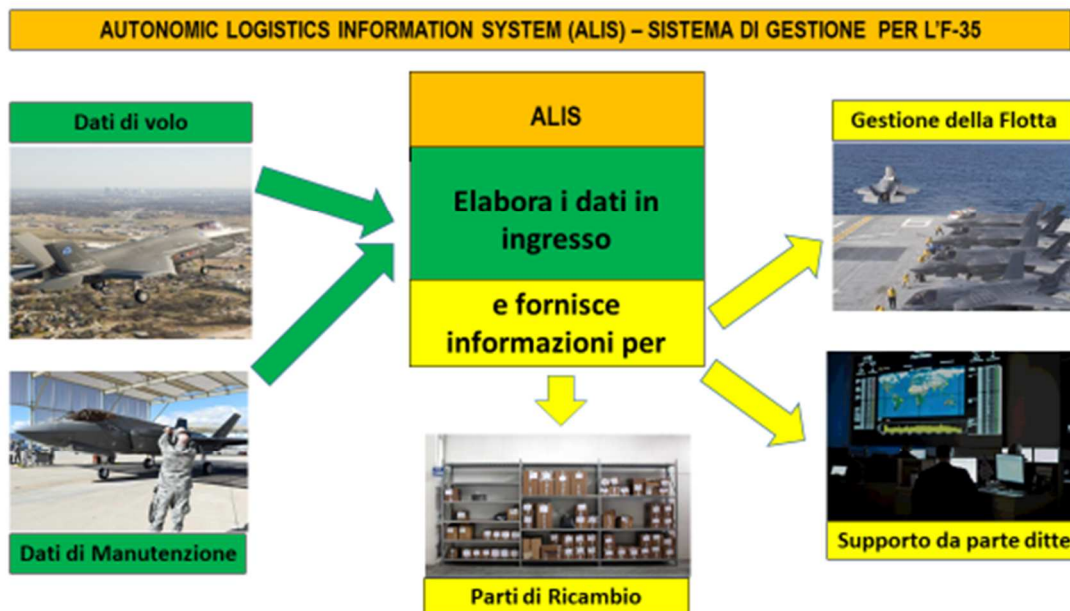 AUTONOMIC LOGISTICS INFORMATION SYSTEM (ALIS) – SISTEMA DI GESTIONE PER L'F-35
Dati di volo
ALIS
Elabora i dati in
ingresso
e fornisce
informazioni per
Gestione della Flotta
Dati di Manutenzione
Parti di Ricambio
Supporto da parte ditte